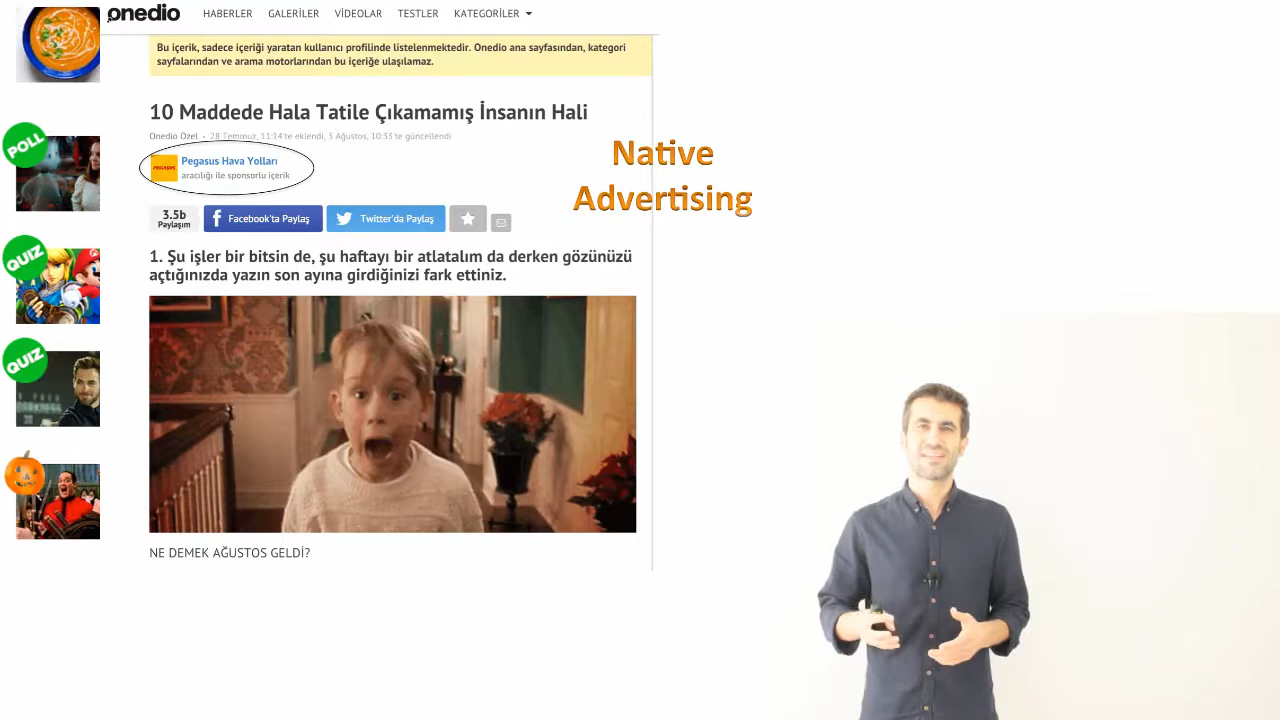 onedio
HABERLER GALERİLER VİDEOLAR TESTLER KATEGORİLER
Bu içerik, sadece içeriği yaratan kullanıcı profilinde listelenmektedir. Onedio ana sayfasından, kategori
sayfalarından ve arama motorlarından bu içeriğe ulaşılamaz.
10 Maddede Hala Tatile Çıkamamış İnsanın Hali
Onedio Özel - 28 Temmuz, 11:14'te eklendi, 3 Ağustos, 10:33'te güncellendi
PEGASUS
Pegasus Hava Yolları
aracılığı ile sponsorlu içerik
3.5b
Paylaşım
Facebook'ta Paylaş
Twitter'da Paylaş
1. Şu işler bir bitsin de, şu haftayı bir atlatalım da derken gözünüzü
açtığınızda yazın son ayına girdiğinizi fark ettiniz.
NE DEMEK AĞUSTOS GELDİ?
POLL
QUIZ
QUIZ
Native
Advertising